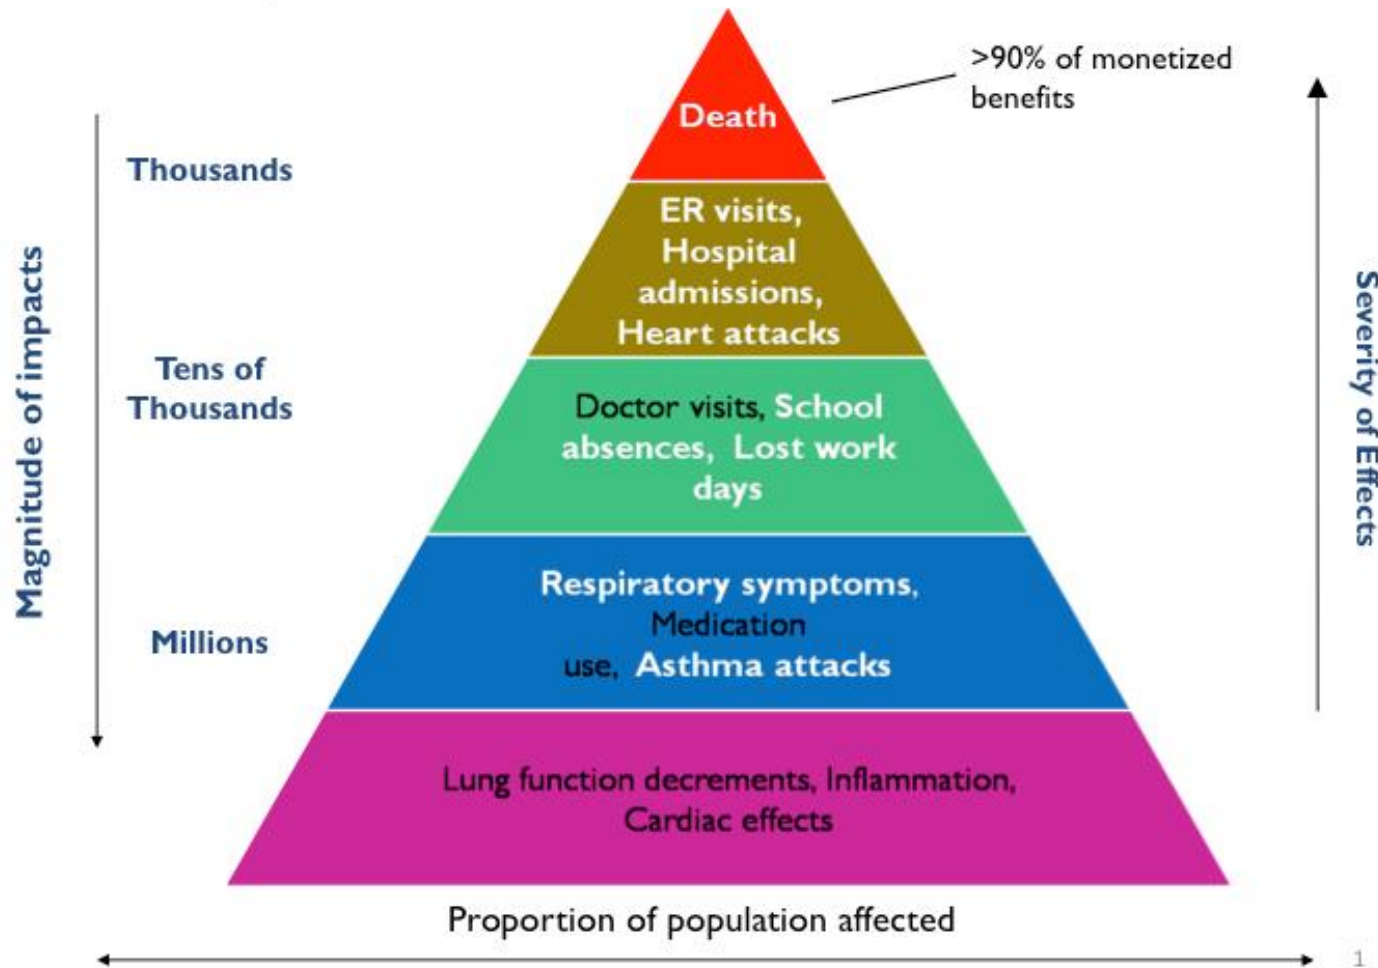 >90% of monetized
benefits
Death
Thousands
ER visits,
Hospital
admissions,
Heart attacks
Magnitude of impacts
Severity of Effects
Tens of
Thousands
Doctor visits, School
absences, Lost work
days
Respiratory symptoms,
Medication
use, Asthma attacks
Millions
Lung function decrements, Inflammation,
Cardiac effects
Proportion of population affected
1